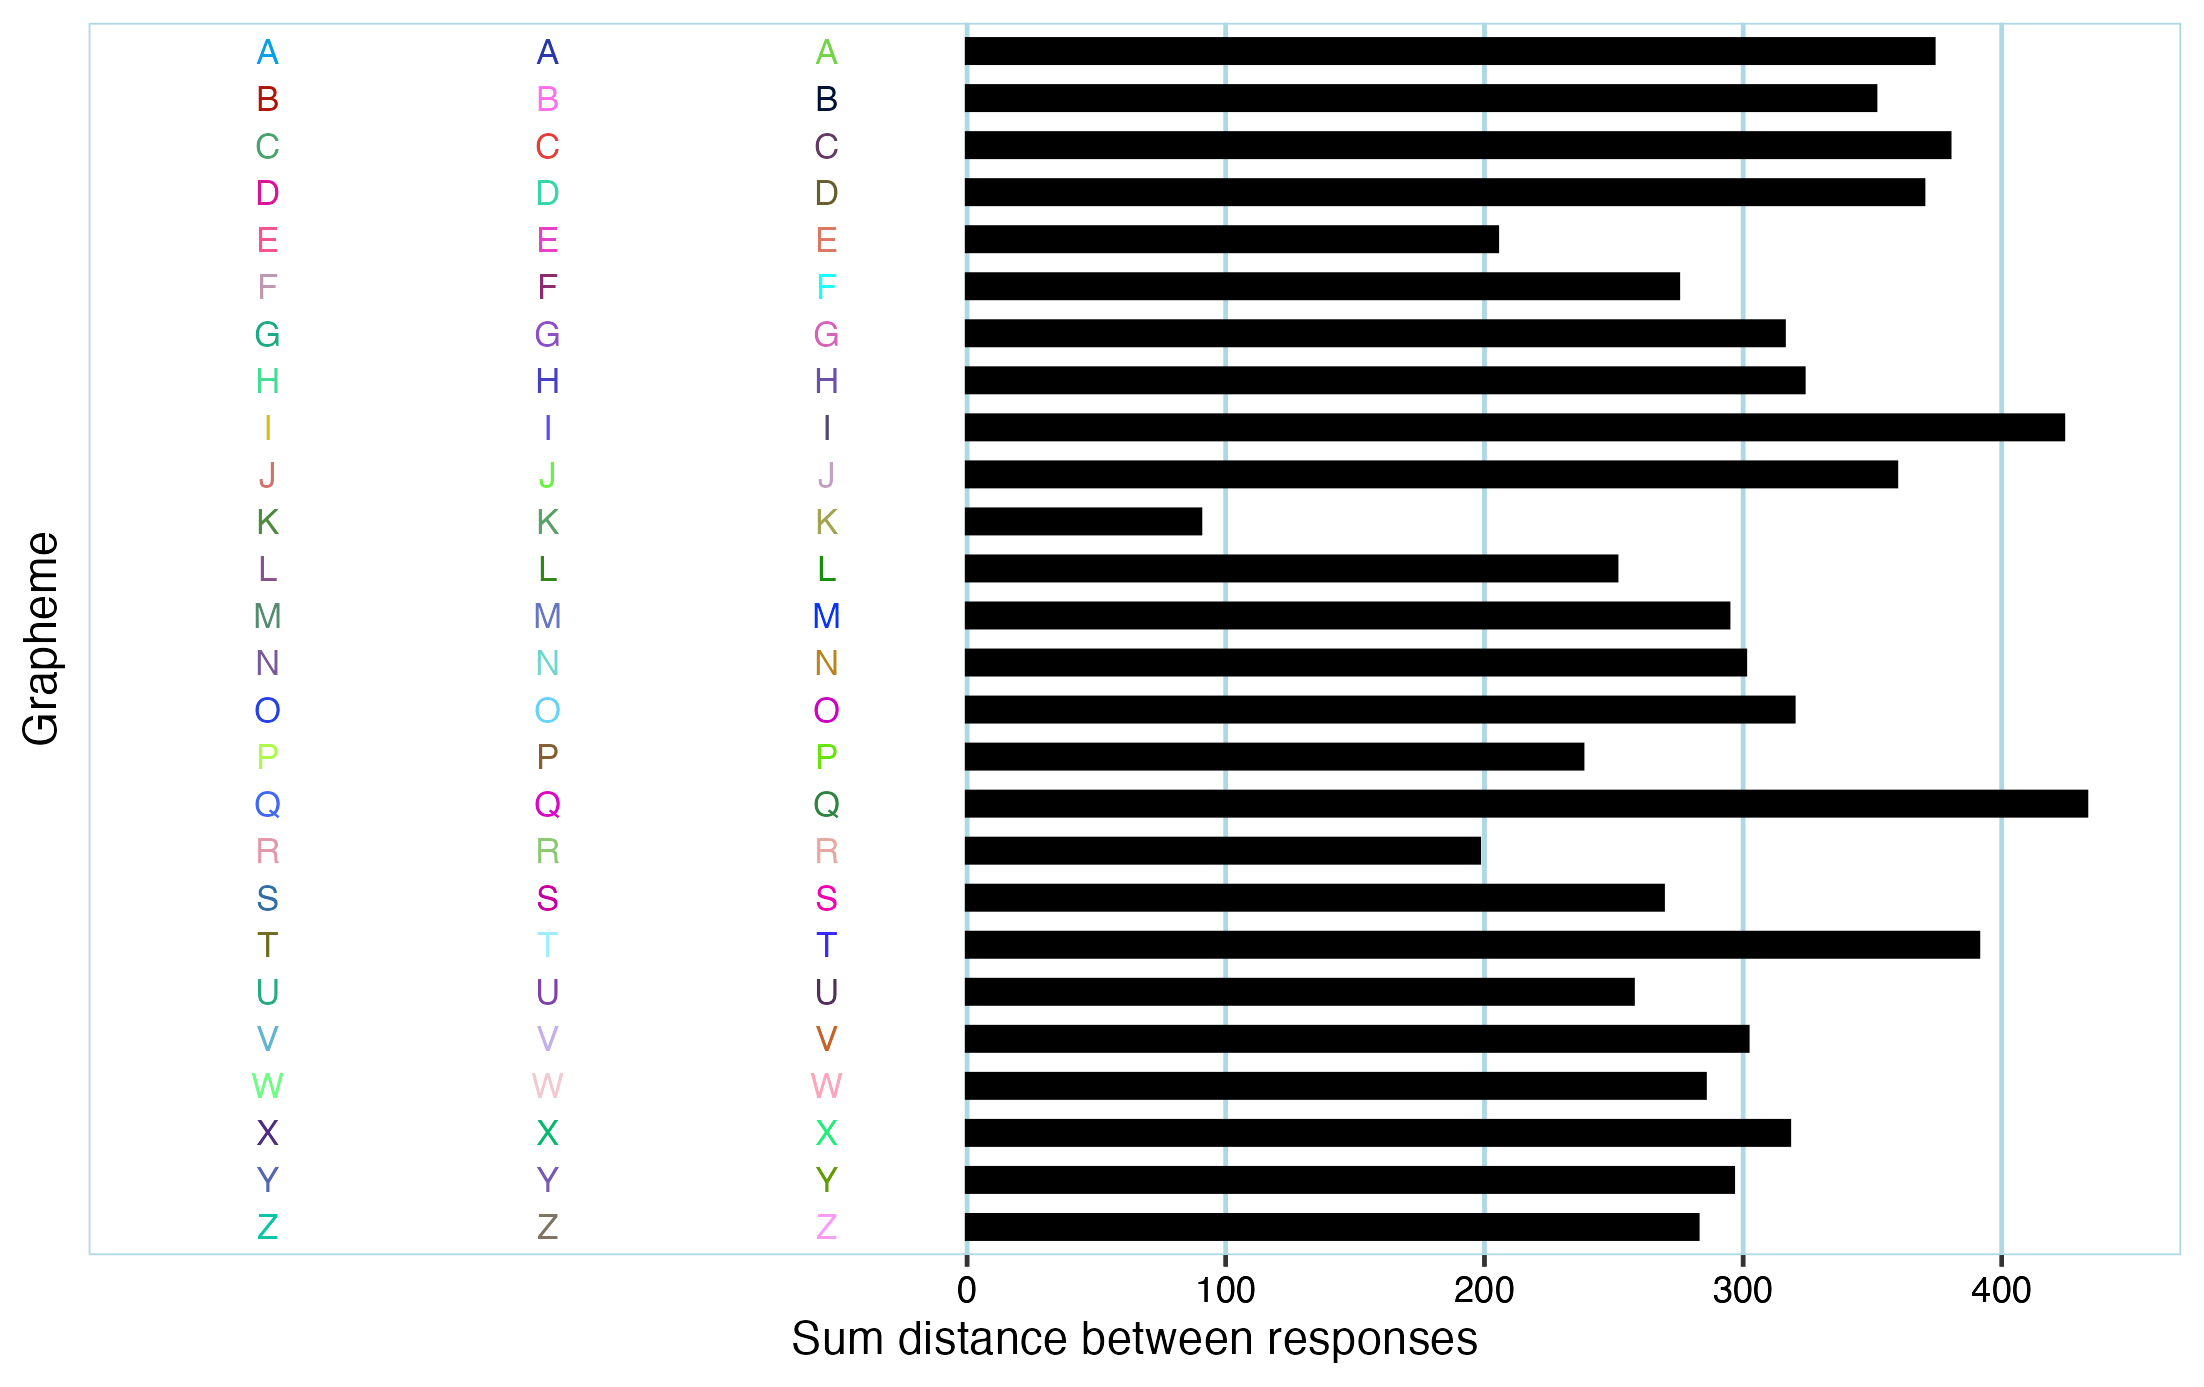 A A A
B B B
C C C
D D D
E E E
F F F
G G G
H H H
I I I
J J J
K K K
L L L
M M M
N N N
O O O
P P P
Q Q Q
R R R
S S S
T T T
U U U
V V V
W W W
X X X
Y Y Y
Z Z Z
Grapheme
0 100 200 300 400
Sum distance between responses